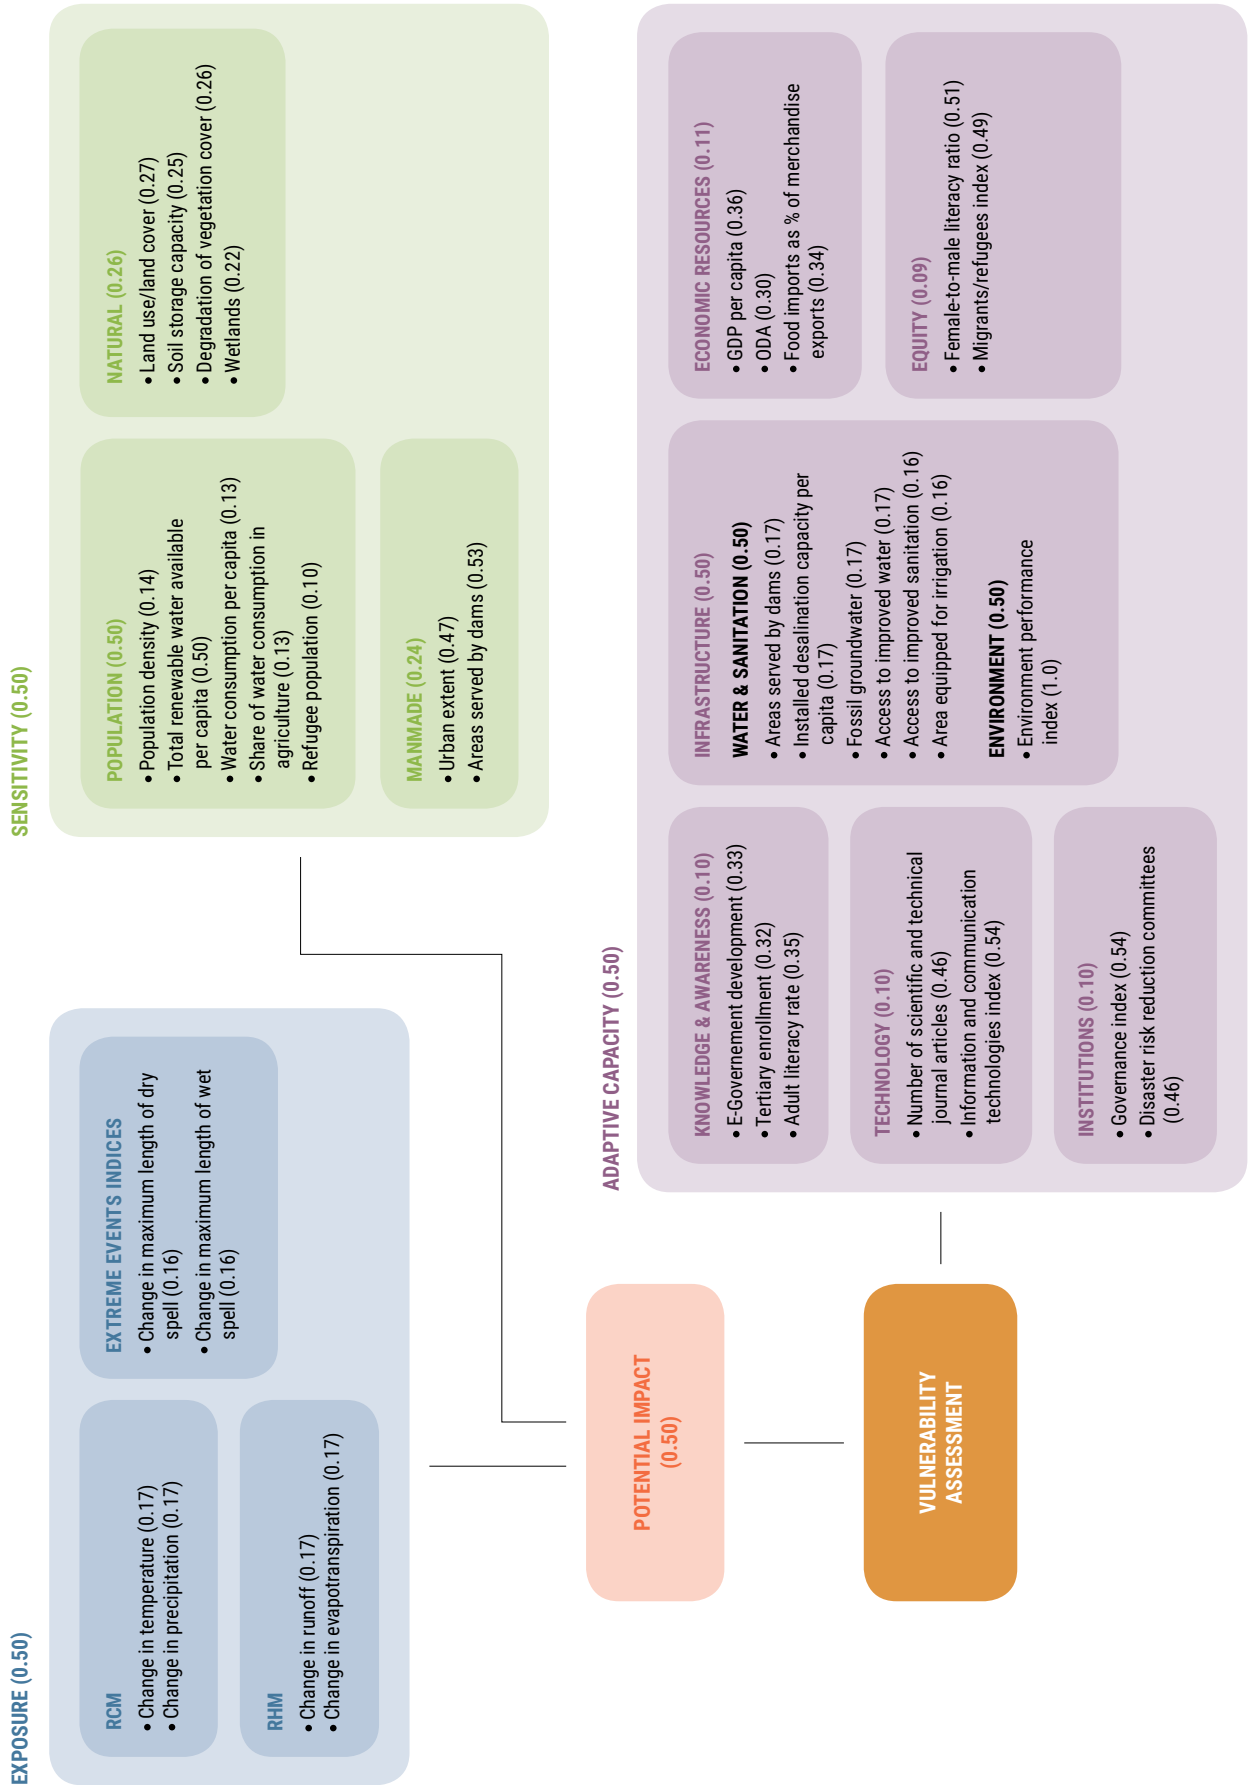 EXPOSURE (0.50)
RCM
• Change in temperature (0.17)
• Change in precipitation (0.17)
RHM
• Change in runoff (0.17)
• Change in evapotranspiration (0.17)
EXTREME EVENTS INDICES
• Change in maximum length of dry
spell (0.16)
• Change in maximum length of wet
spell (0.16)
SENSITIVITY (0.50)
POPULATION (0.50)
• Population density (0.14)
• Total renewable water available
per capita (0.50)
• Water consumption per capita (0.13)
• Share of water consumption in
agriculture (0.13)
• Refugee population (0.10)
MANMADE (0.24)
• Urban extent (0.47)
• Areas served by dams (0.53)
NATURAL (0.26)
• Land use/land cover (0.27)
• Soil storage capacity (0.25)
• Degradation of vegetation cover (0.26)
• Wetlands (0.22)
POTENTIAL IMPACT
(0.50)
VULNERABILITY
ASSESSMENT
ADAPTIVE CAPACITY (0.50)
KNOWLEDGE & AWARENESS (0.10)
• E-Governement development (0.33)
• Tertiary enrollment (0.32)
• Adult literacy rate (0.35)
TECHNOLOGY (0.10)
• Number of scientific and technical
journal articles (0.46)
• Information and communication
technologies index (0.54)
INSTITUTIONS (0.10)
• Governance index (0.54)
• Disaster risk reduction committees
(0.46)
INFRASTRUCTURE (0.50)
WATER & SANITATION (0.50)
• Areas served by dams (0.17)
• Installed desalination capacity per
capita (0.17)
• Fossil groundwater (0.17)
• Access to improved water (0.17)
• Access to improved sanitation (0.16)
• Area equipped for irrigation (0.16)
ENVIRONMENT (0.50)
• Environment performance
index (1.0)
ECONOMIC RESOURCES (0.11)
• GDP per capita (0.36)
• ODA (0.30)
• Food imports as % of merchandise
exports (0.34)
EQUITY (0.09)
• Female-to-male literacy ratio (0.51)
• Migrants/refugees index (0.49)